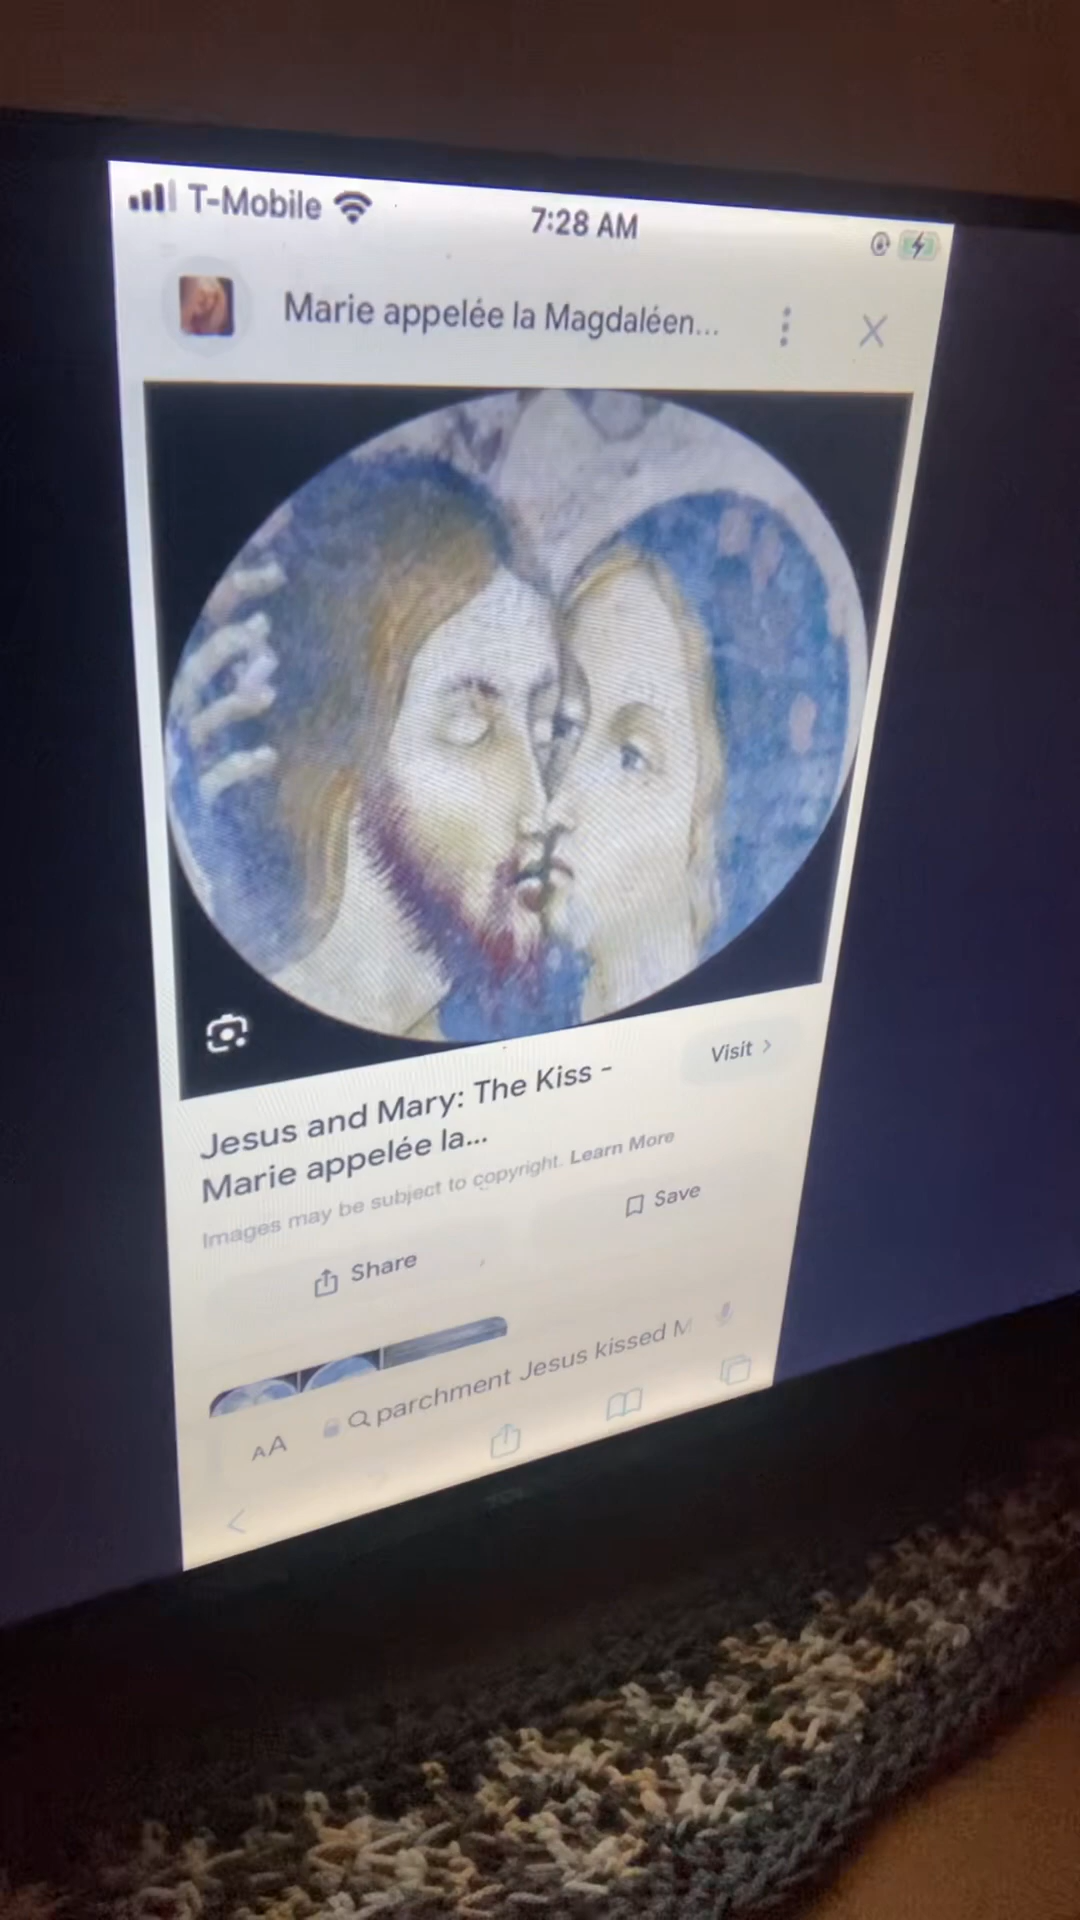 T-Mobile 7:28 AM
Marie appelée la Magdaléen...
Jesus and Mary: The Kiss -
Marie appelée la...
Visit >
Images may be subject to copyright. Learn More
Share
Save
AA parchment Jesus kissed M